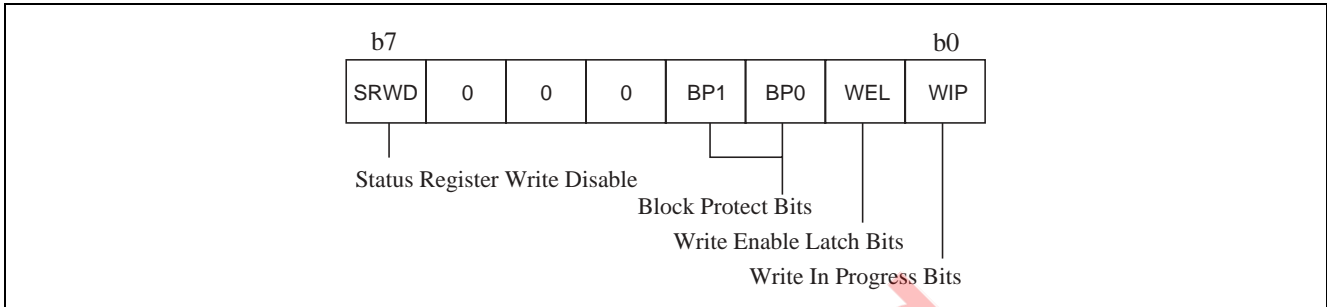 b7 b0
SRWD 0 0 0 BP1 BP0 WEL WIP
Status Register Write Disable
Block Protect Bits
Write Enable Latch Bits
Write In Progress Bits